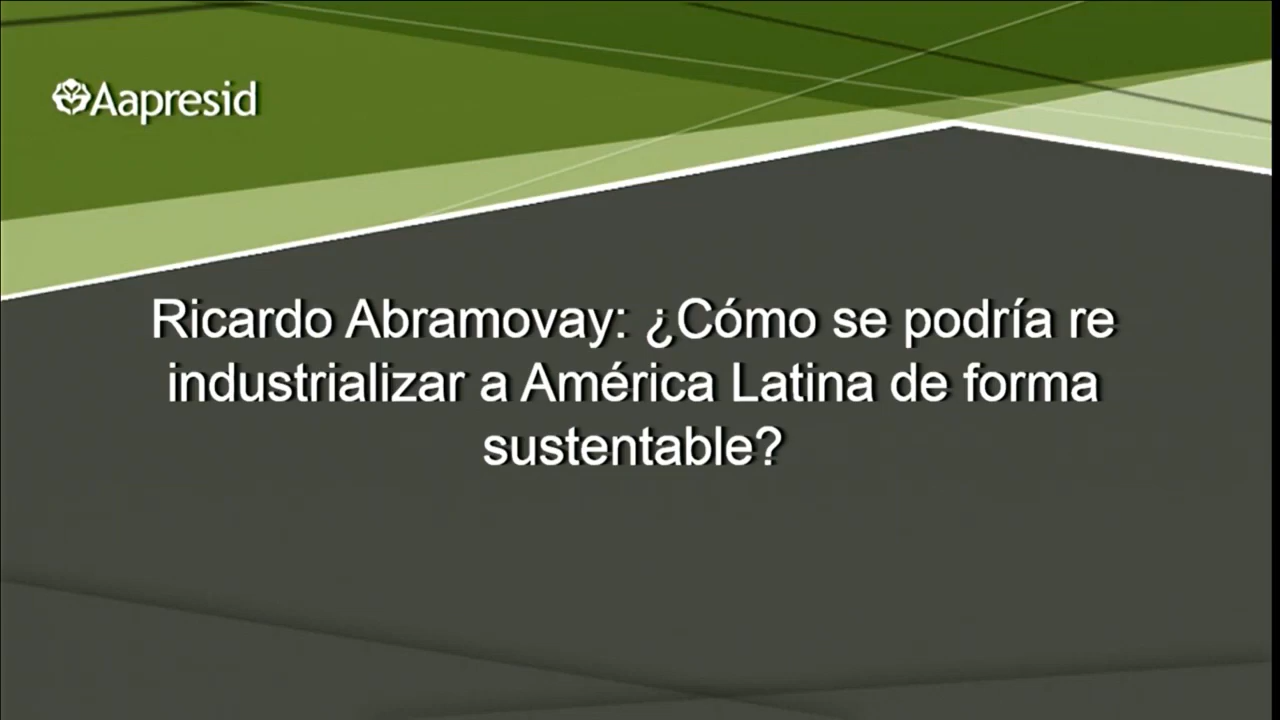 Aapresid
Ricardo Abramovay: ¿Cómo se podría re
industrializar a América Latina de forma
sustentable?